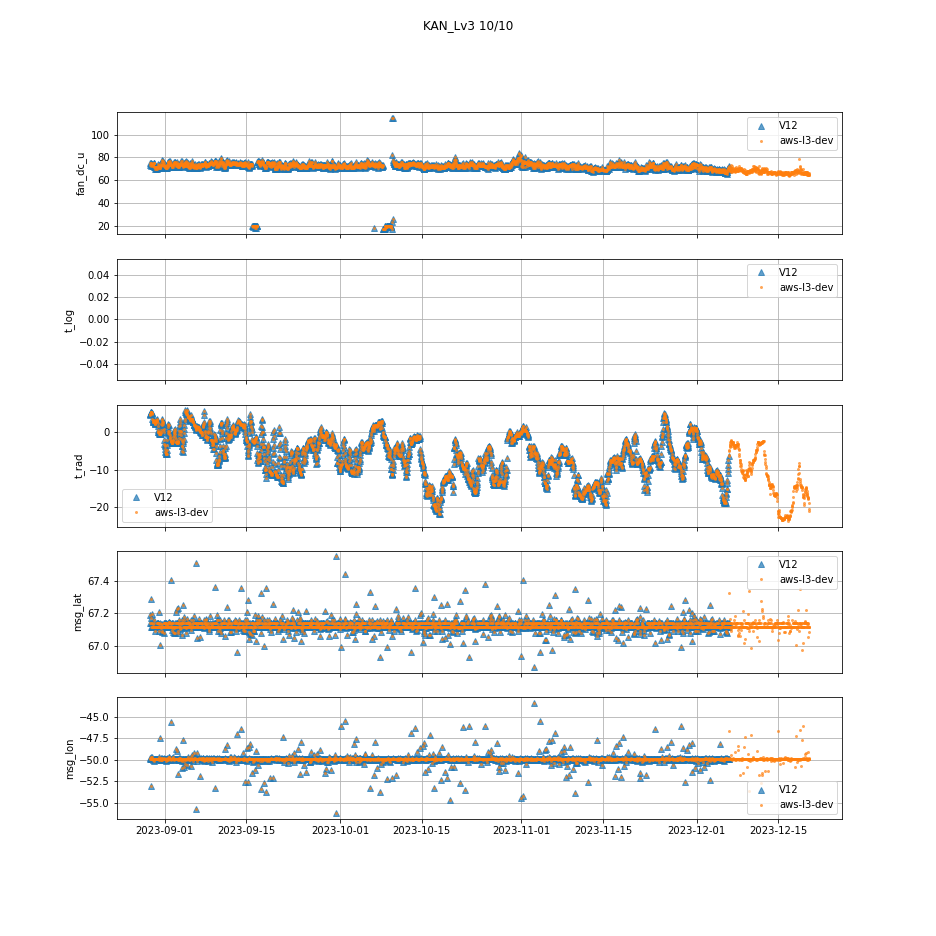 KAN_Lv3 10/10
fan_dc_u
100
80
60
40
20
V12
aws-l3-dev
t_log
0.04
0.02
0.00
−0.02
−0.04
V12
aws-l3-dev
t_rad
0
−10
−20
V12
aws-l3-dev
msg_lat
67.4
67.2
67.0
V12
aws-l3-dev
msg_lon
−45.0
−47.5
−50.0
−52.5
−55.0
V12
aws-l3-dev
2023-09-01 2023-09-15 2023-10-01 2023-10-15 2023-11-01 2023-11-15 2023-12-01 2023-12-15